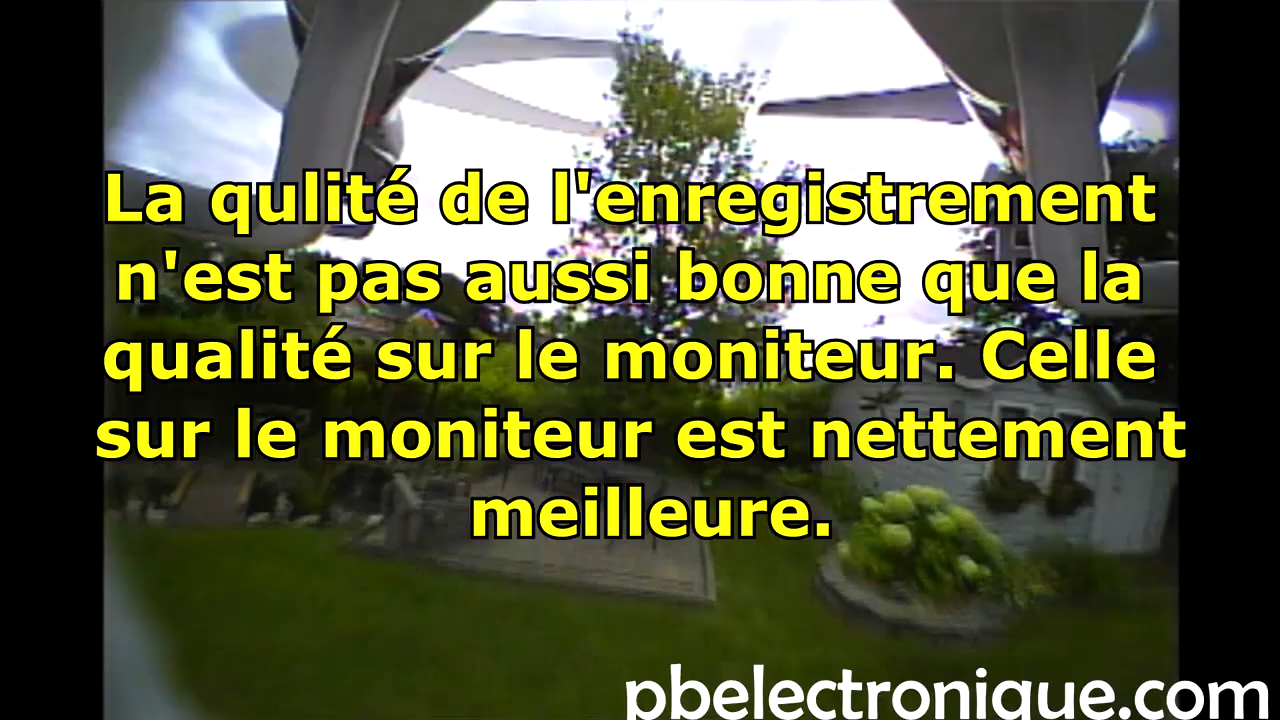 La qulité de l'enregistrement
n'est pas aussi bonne que la
qualité sur le moniteur. Celle
sur le moniteur est nettement
meilleure.
pbelectronique.com